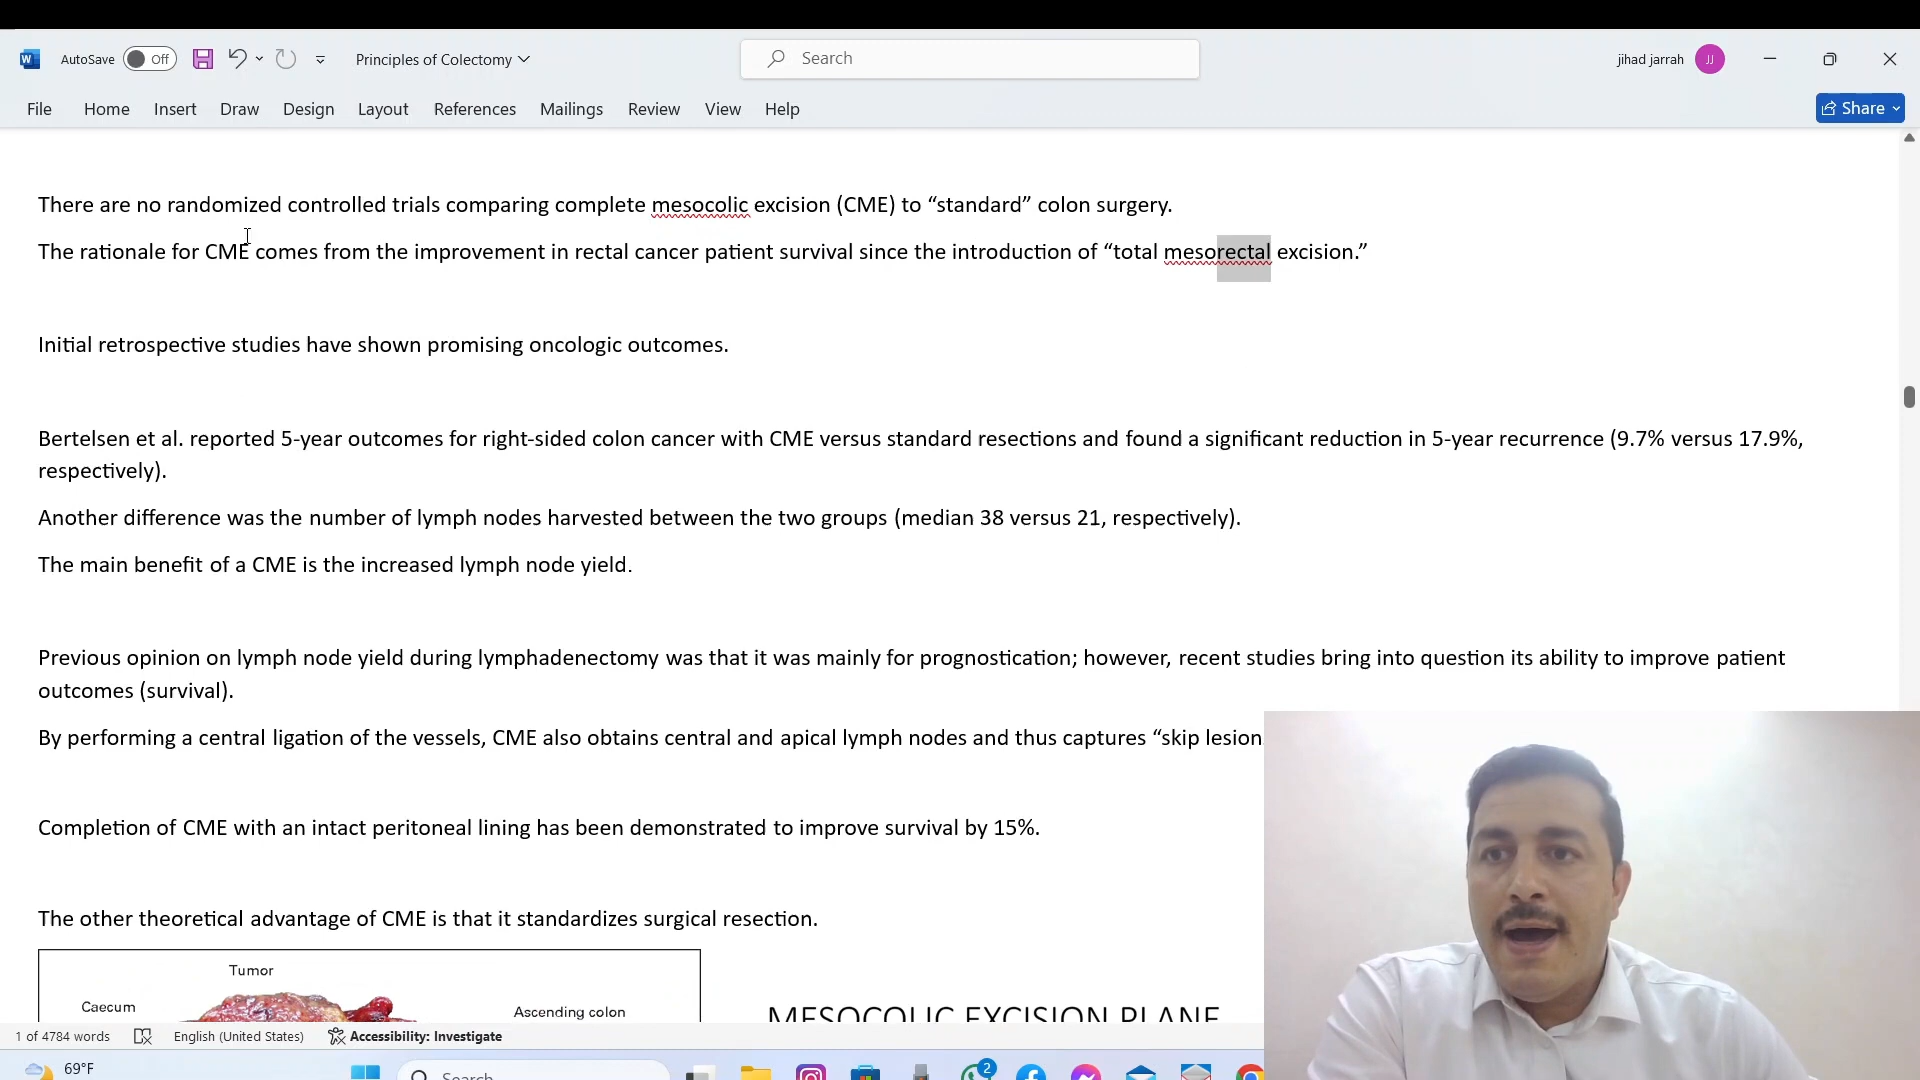 AutoSave Off Principles of Colectomy Search jihad jarrah JJ
File Home Insert Draw Design Layout References Mailings Review View Help Share
There are no randomized controlled trials comparing complete mesocolic excision (CME) to “standard” colon surgery.
The rationale for CME comes from the improvement in rectal cancer patient survival since the introduction of “total mesorectal excision.”
Initial retrospective studies have shown promising oncologic outcomes.
Bertelsen et al. reported 5-year outcomes for right-sided colon cancer with CME versus standard resections and found a significant reduction in 5-year recurrence (9.7% versus 17.9%,
respectively).
Another difference was the number of lymph nodes harvested between the two groups (median 38 versus 21, respectively).
The main benefit of a CME is the increased lymph node yield.
Previous opinion on lymph node yield during lymphadenectomy was that it was mainly for prognostication; however, recent studies bring into question its ability to improve patient
outcomes (survival).
By performing a central ligation of the vessels, CME also obtains central and apical lymph nodes and thus captures “skip lesion
Completion of CME with an intact peritoneal lining has been demonstrated to improve survival by 15%.
The other theoretical advantage of CME is that it standardizes surgical resection.
Tumor
Caecum
Ascending colon
MESOCOLIC EXCISION PLANE
1 of 4784 words English (United States) Accessibility: Investigate
69°F Search 2